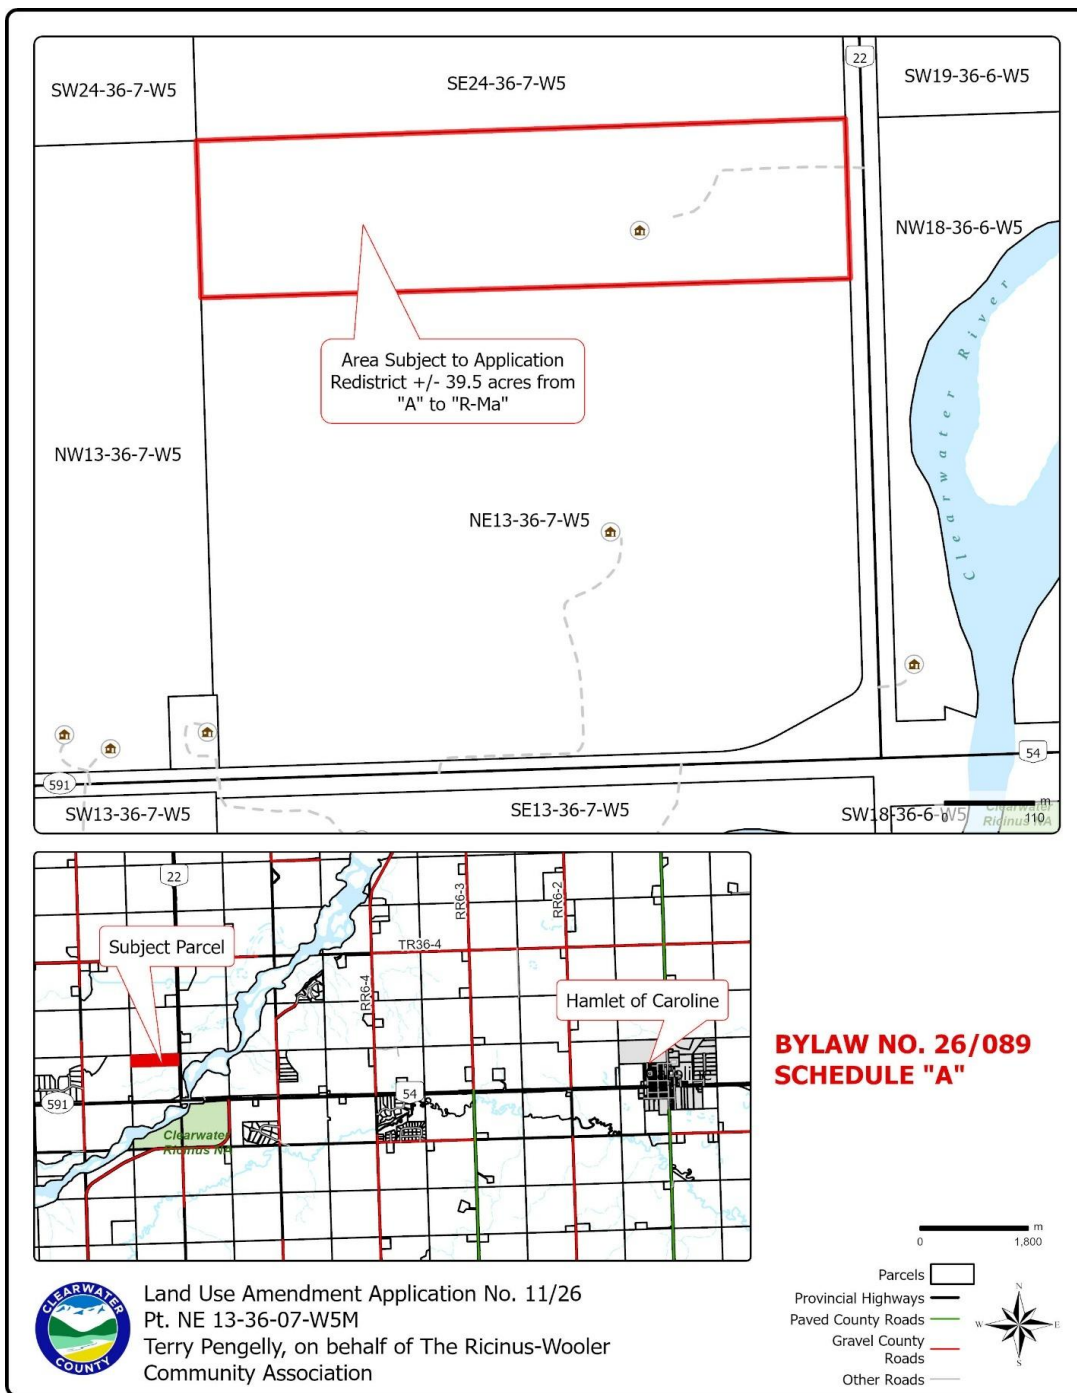 SW24-36-7-W5
SE24-36-7-W5
22
SW19-36-6-W5
NW18-36-6-W5
Clearwater River
Area Subject to Application
Redistrict +/- 39.5 acres from
"A" to "R-Ma"
NW13-36-7-W5
NE13-36-7-W5
591
54
SW13-36-7-W5
SE13-36-7-W5
SW18-36-6-W5
Clearwater
Ricinus NA
m
0
110
22
Subject Parcel
RR6-3
RR6-2
TR36-4
RR6-4
Hamlet of Caroline
591
54
Clearwater
Ricinus NA
BYLAW NO. 26/089
SCHEDULE "A"
m
0
1,800
Parcels
Provincial Highways
Paved County Roads
Gravel County
Roads
Other Roads
N
W
E
S
CLEARWATER
COUNTY
Land Use Amendment Application No. 11/26
Pt. NE 13-36-07-W5M
Terry Pengelly, on behalf of The Ricinus-Wooler
Community Association